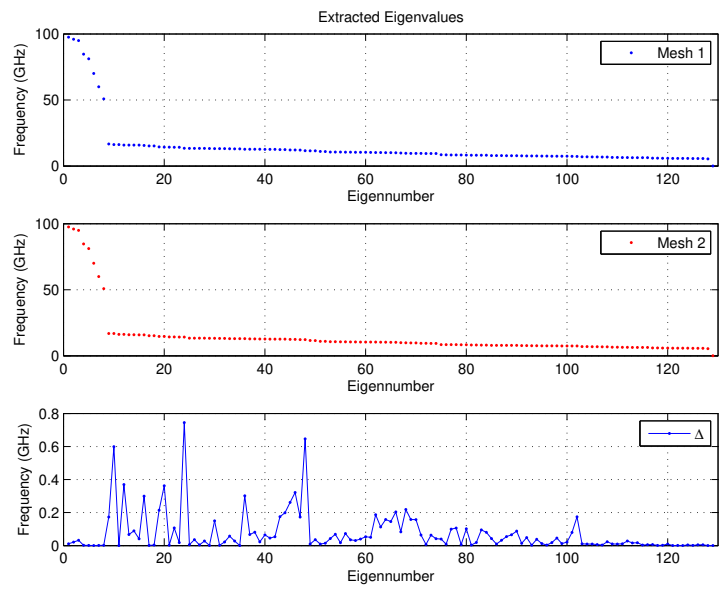 Extracted Eigenvalues
Frequency (GHz)
100
50
0
Mesh 1
0 20 40 60 80 100 120
Eigennumber
Frequency (GHz)
100
50
0
Mesh 2
0 20 40 60 80 100 120
Eigennumber
Frequency (GHz)
0.8
0.6
0.4
0.2
0
Δ
0 20 40 60 80 100 120
Eigennumber